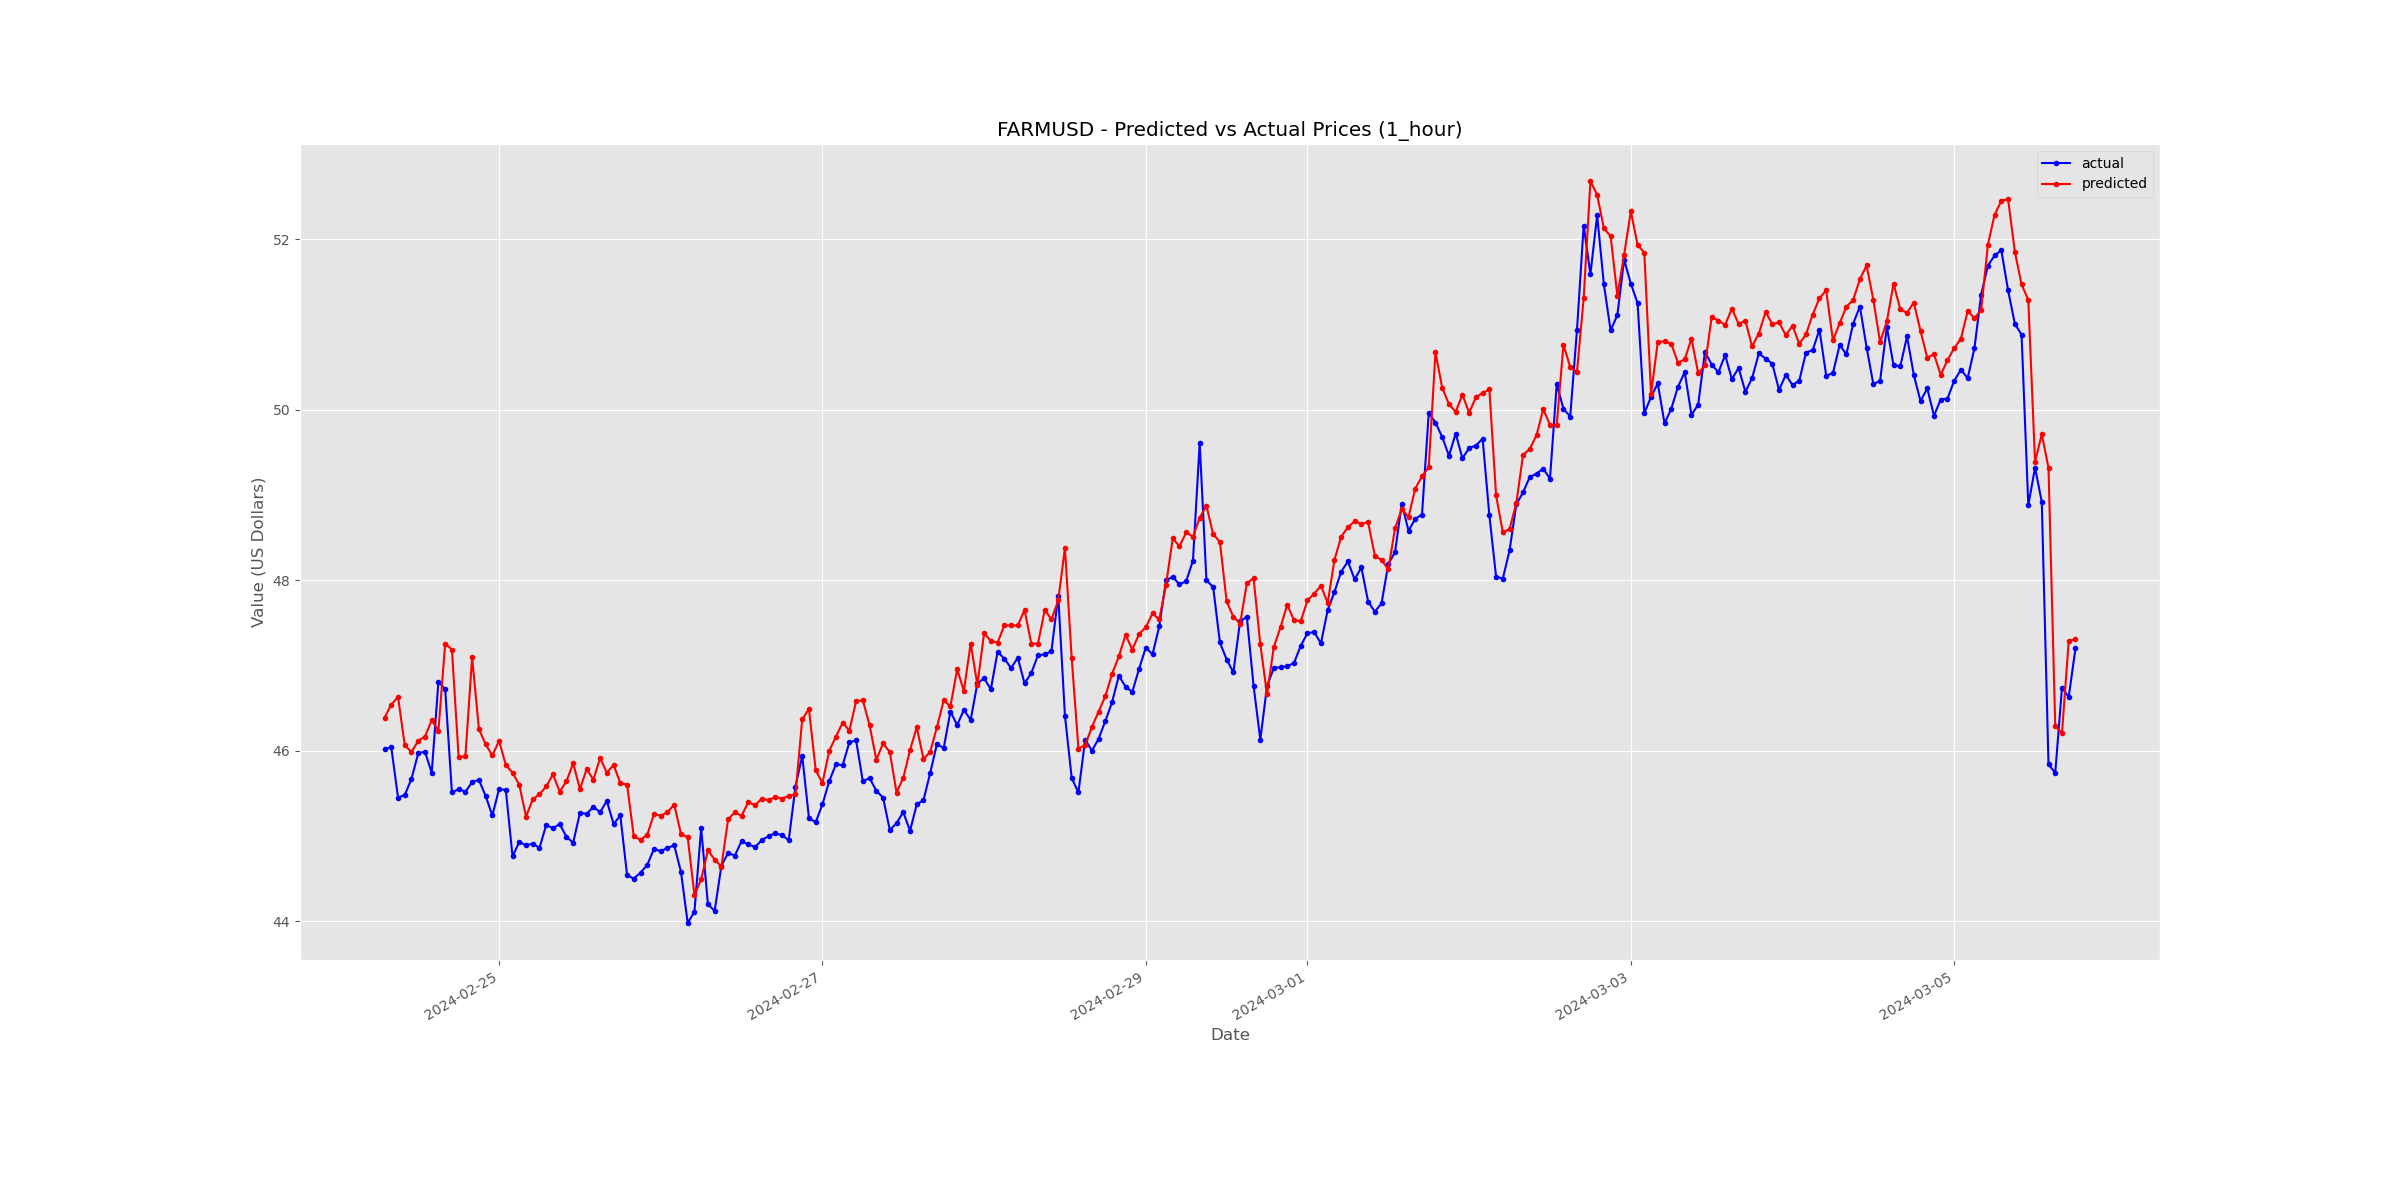 FARMUSD - Predicted vs Actual Prices (1_hour)
actual
predicted
Value (US Dollars)
52
50
48
46
44
2024-02-25
2024-02-27
2024-02-29
2024-03-01
2024-03-03
2024-03-05
Date